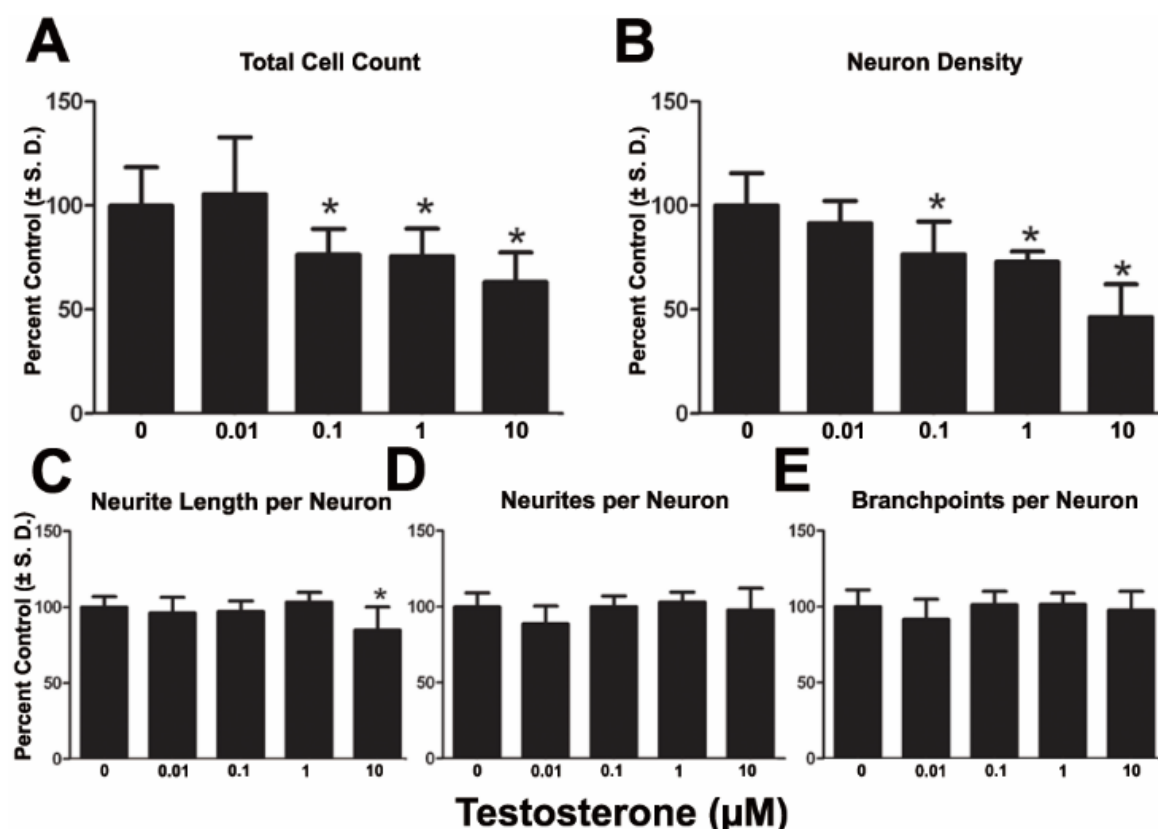 A
Total Cell Count
Percent Control (± S. D.)
150
100
50
0
*
*
*
0 0.01 0.1 1 10
B
Neuron Density
Percent Control (± S. D.)
150
100
50
0
*
*
*
0 0.01 0.1 1 10
C
Neurite Length per Neuron
Percent Control (± S. D.)
150
100
50
0
*
0 0.01 0.1 1 10
D
Neurites per Neuron
150
100
50
0
0 0.01 0.1 1 10
E
Branchpoints per Neuron
150
100
50
0
0 0.01 0.1 1 10
Testosterone (µM)